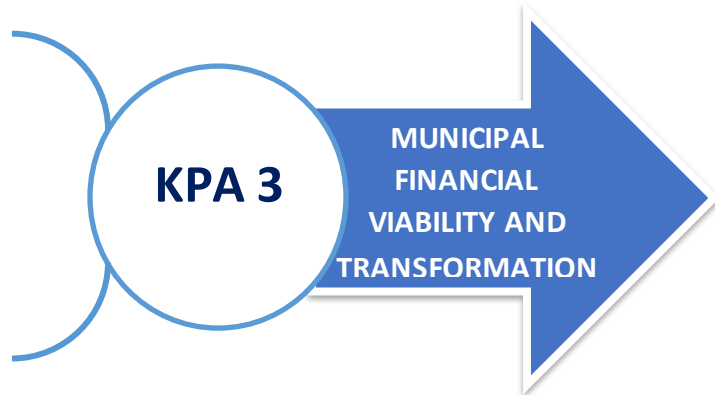 KPA 3
MUNICIPAL
FINANCIAL
VIABILITY AND
TRANSFORMATION